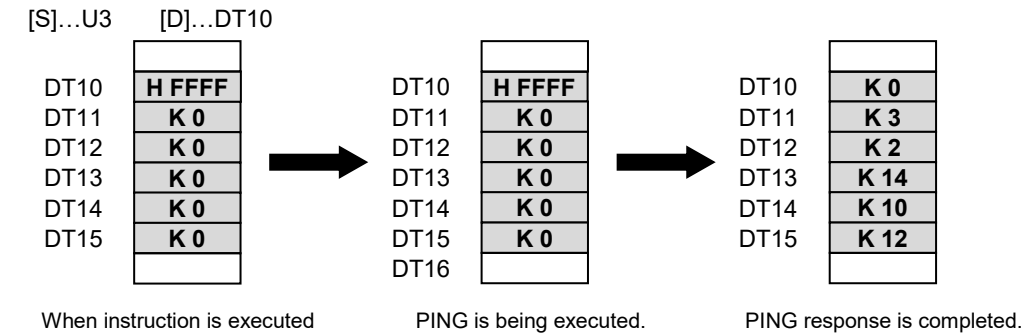 [S]…U3 [D]…DT10
DT10 H FFFF DT10 H FFFF DT10 K 0
DT11 K 0 DT11 K 0 DT11 K 3
DT12 K 0 DT12 K 0 DT12 K 2
DT13 K 0 DT13 K 0 DT13 K 14
DT14 K 0 DT14 K 0 DT14 K 10
DT15 K 0 DT15 K 0 DT15 K 12
DT16
When instruction is executed PING is being executed. PING response is completed.